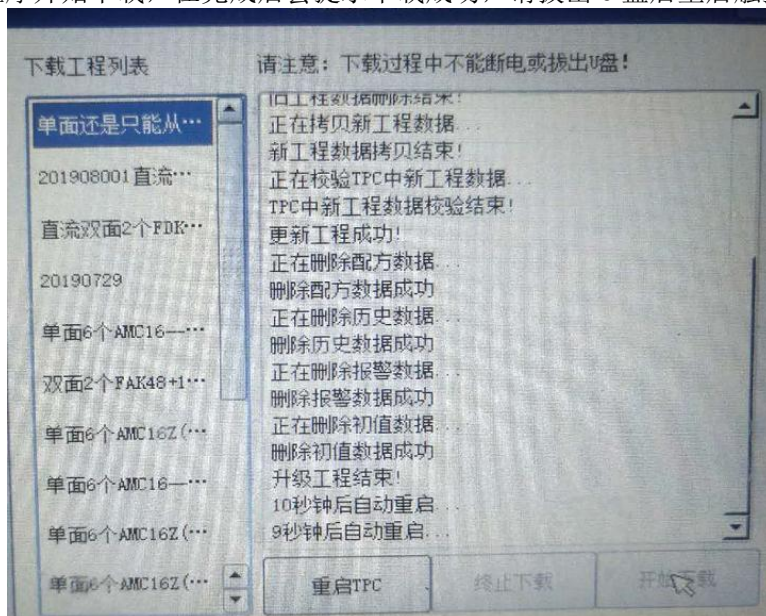 下载工程列表
请注意：下载过程中不能断电或拔出U盘！
单面还是只能从…
201908001直流…
直流双面2个FDK…
20190729
单面6个AMC16--…
双面2个FAK48+1…
单面6个AMC16Z(…
单面6个AMC16--…
单面6个AMC16Z(…
单面6个AMC16Z(…
旧工程数据删除结束！
正在拷贝新工程数据...
新工程数据拷贝结束！
正在校验TPC中新工程数据...
TPC中新工程数据校验结束！
更新工程成功！
正在删除配方数据...
删除配方数据成功
正在删除历史数据...
删除历史数据成功
正在删除报警数据...
删除报警数据成功
正在删除初值数据...
删除初值数据成功
升级工程结束！
10秒钟后自动重启...
9秒钟后自动重启...
重启TPC
终止下载
开始下载